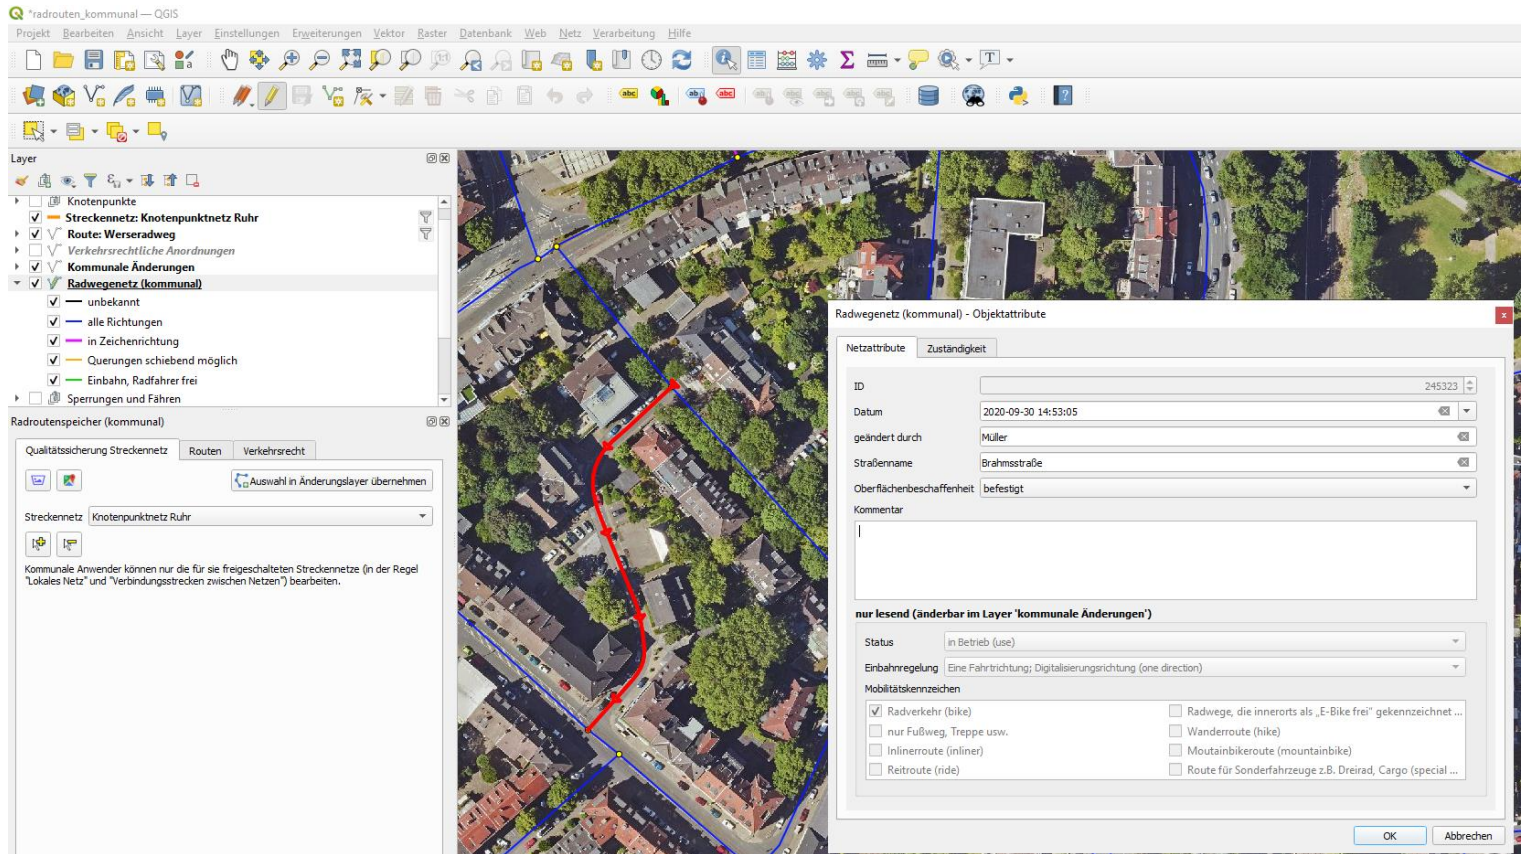 *radrouten_kommunal — QGIS
Projekt Bearbeiten Ansicht Layer Einstellungen Erweiterungen Vektor Raster Datenbank Web Netz Verarbeitung Hilfe
Layer
Knotenpunkte
Streckennetz: Knotenpunktnetz Ruhr
Route: Werseradweg
Verkehrsrechtliche Anordnungen
Kommunale Änderungen
Radwegenetz (kommunal)
unbekannt
alle Richtungen
in Zeichenrichtung
Querungen schiebend möglich
Einbahn, Radfahrer frei
Sperrungen und Fähren
Radroutenspeicher (kommunal)
Qualitätssicherung Streckennetz Routen Verkehrsrecht
Auswahl in Änderungslayer übernehmen
Streckennetz Knotenpunktnetz Ruhr
Kommunale Anwender können nur die für sie freigeschalteten Streckennetze (in der Regel
"Lokales Netz" und "Verbindungsstrecken zwischen Netzen") bearbeiten.
Radwegenetz (kommunal) - Objektattribute
Netzattribute Zuständigkeit
ID 245323
Datum 2020-09-30 14:53:05
geändert durch Müller
Straßenname Brahmsstraße
Oberflächenbeschaffenheit befestigt
Kommentar
nur lesend (änderbar im Layer 'kommunale Änderungen')
Status in Betrieb (use)
Einbahnregelung Eine Fahrtrichtung; Digitalisierungsrichtung (one direction)
Mobilitätskennzeichen
Radverkehr (bike) Radwege, die innerorts als „E-Bike frei" gekennzeichnet ...
nur Fußweg, Treppe usw. Wanderroute (hike)
Inlinerroute (inliner) Moutainbikeroute (mountainbike)
Reitroute (ride) Route für Sonderfahrzeuge z.B. Dreirad, Cargo (special ...
OK Abbrechen